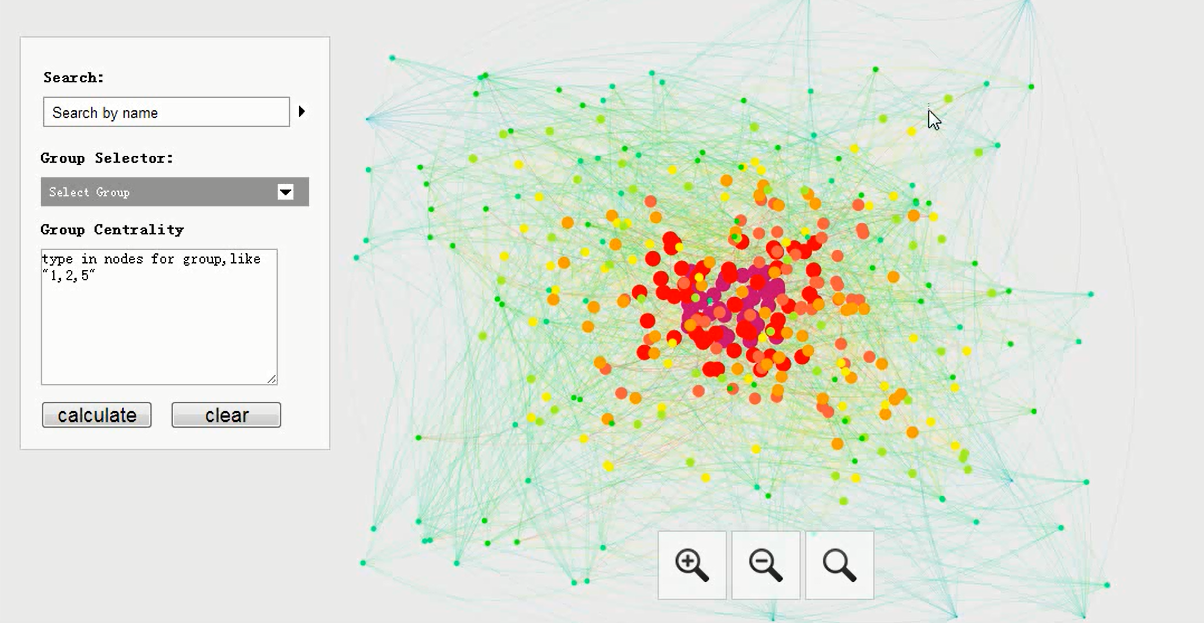 Search:
Search by name
Group Selector:
Select Group
Group Centrality
type in nodes for group,like
"1,2,5"
calculate
clear